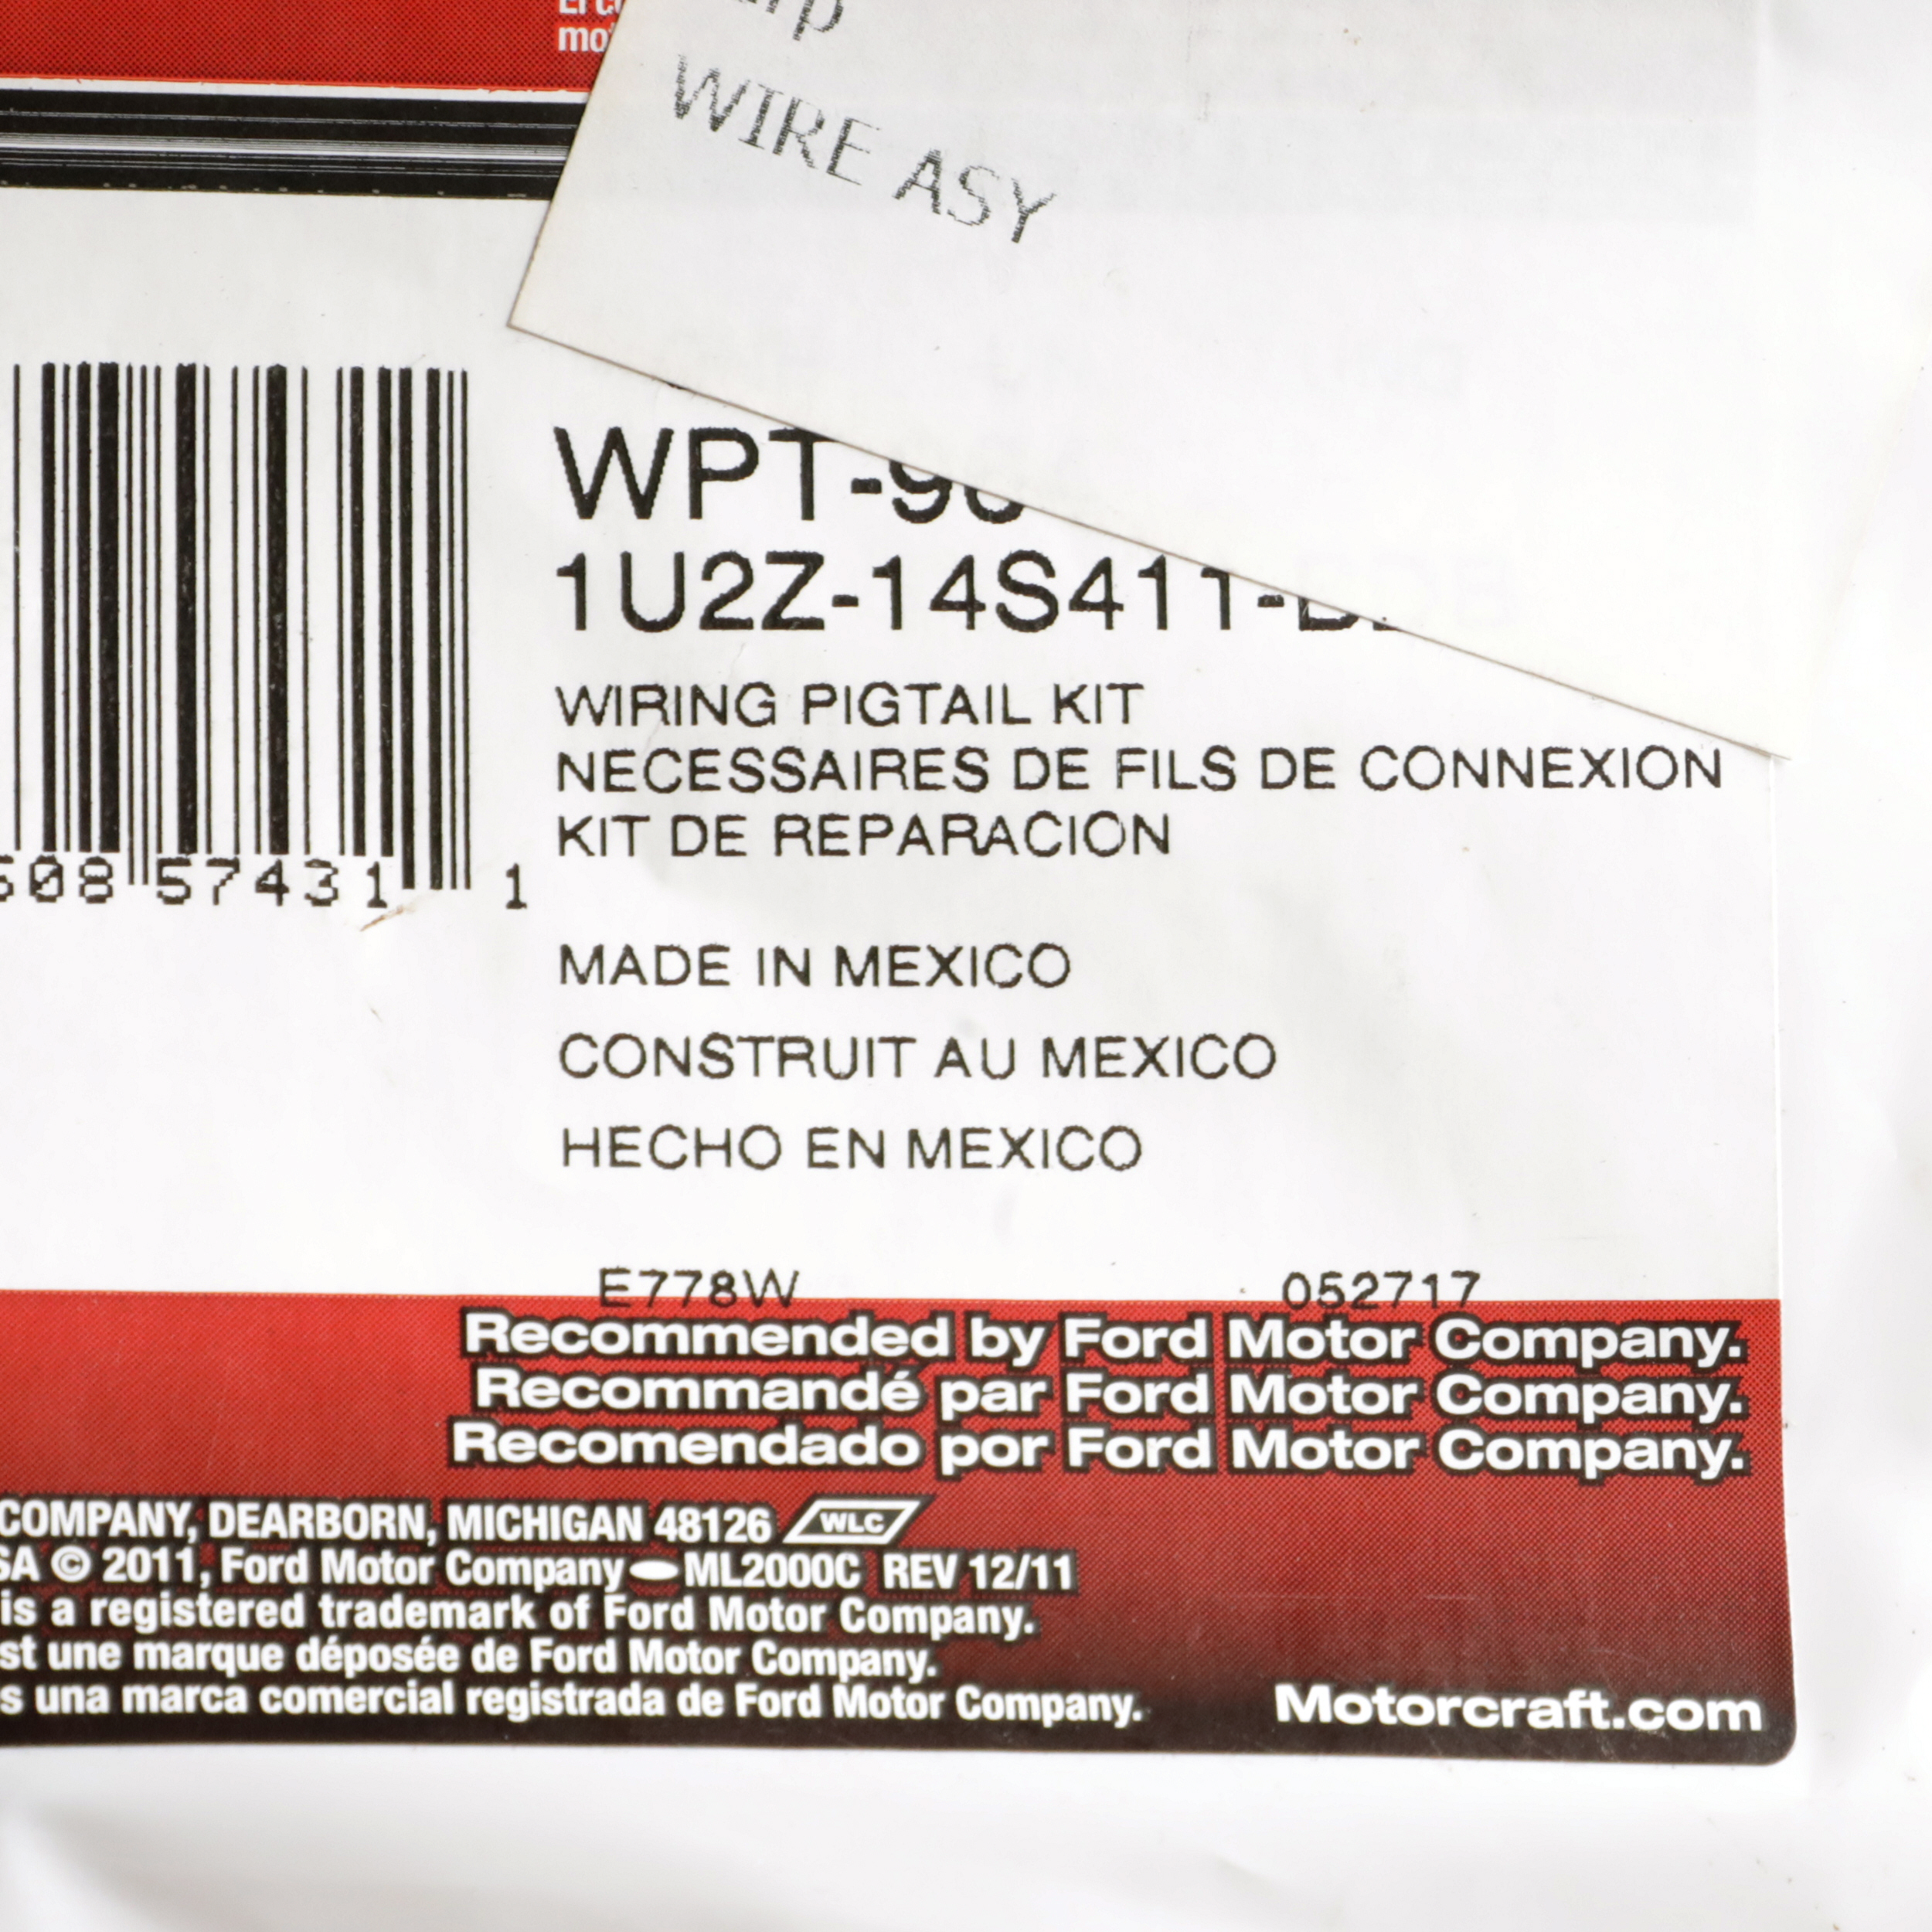 WIRE ASY
WPT-
1U2Z-14S411-
WIRING PIGTAIL KIT
NECESSAIRES DE FILS DE CONNEXION
KIT DE REPARACION
08 57431 1
MADE IN MEXICO
CONSTRUIT AU MEXICO
HECHO EN MEXICO
E778W 052717
Recommended by Ford Motor Company.
Recommandé par Ford Motor Company.
Recomendado por Ford Motor Company.
COMPANY, DEARBORN, MICHIGAN 48126 WLC
SA © 2011, Ford Motor Company — ML2000C REV 12/11
is a registered trademark of Ford Motor Company.
st une marque déposée de Ford Motor Company.
s una marca comercial registrada de Ford Motor Company.
Motorcraft.com